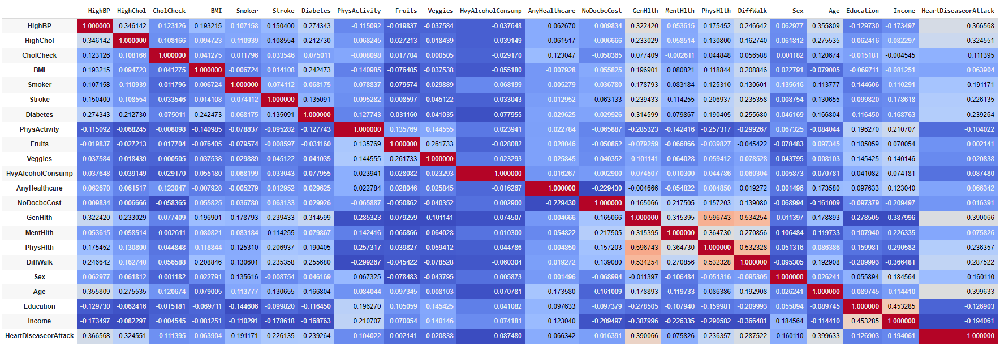 HighBP HighChol CholCheck BMI Smoker Stroke Diabetes PhysActivity Fruits Veggies HvyAlcoholConsump AnyHealthcare NoDocbcCost GenHlth MentHlth PhysHlth DiffWalk Sex Age Education Income HeartDiseaseorAttack
HighBP 1.000000 0.346142 0.123126 0.193215 0.107158 0.150400 0.274343 -0.115092 -0.019837 -0.037584 -0.037648 0.062670 0.009834 0.322420 0.053615 0.175452 0.246642 0.062977 0.355809 -0.129730 -0.173497 0.366568
HighChol 0.346142 1.000000 0.108166 0.094723 0.110939 0.108554 0.212730 -0.068245 -0.027213 -0.018439 -0.039149 0.061517 0.006666 0.233029 0.058514 0.130800 0.162740 0.061812 0.275535 -0.062416 -0.082297 0.324551
CholCheck 0.123126 0.108166 1.000000 0.041275 0.011796 0.033546 0.075011 -0.008098 0.017704 0.000505 -0.029170 0.123047 -0.058365 0.077409 -0.002611 0.044848 0.056588 0.001182 0.120674 -0.015181 -0.004545 0.111395
BMI 0.193215 0.094723 0.041275 1.000000 -0.006724 0.014108 0.242473 -0.140985 -0.076405 -0.037538 -0.055180 -0.007928 0.055825 0.196901 0.080821 0.118844 0.208846 0.022791 -0.079005 -0.069711 -0.081251 0.063904
Smoker 0.107158 0.110939 0.011796 -0.006724 1.000000 0.074112 0.068175 -0.078837 -0.079574 -0.029889 0.068199 -0.005279 0.036780 0.178793 0.083184 0.125310 0.130601 0.135616 0.113777 -0.144606 -0.110291 0.191171
Stroke 0.150400 0.108554 0.033546 0.014108 0.074112 1.000000 0.135091 -0.095282 -0.008597 -0.045122 -0.033043 0.012952 0.063133 0.239433 0.114255 0.206937 0.235358 -0.008754 0.130655 -0.099820 -0.178618 0.226135
Diabetes 0.274343 0.212730 0.075011 0.242473 0.068175 0.135091 1.000000 -0.127743 -0.031160 -0.041035 -0.077955 0.029625 0.029926 0.314599 0.079867 0.190405 0.255680 0.046169 0.166804 -0.116450 -0.168763 0.239264
PhysActivity -0.115092 -0.068245 -0.008098 -0.140985 -0.078837 -0.095282 -0.127743 1.000000 0.135769 0.144555 0.023941 0.022784 -0.065887 -0.285323 -0.142416 -0.257317 -0.299267 0.067325 -0.084044 0.196270 0.210707 -0.104022
Fruits -0.019837 -0.027213 0.017704 -0.076405 -0.079574 -0.008597 -0.031160 0.135769 1.000000 0.261733 -0.028082 0.028046 -0.050862 -0.079259 -0.066866 -0.039827 -0.045422 -0.078483 0.097345 0.105059 0.070054 0.002141
Veggies -0.037584 -0.018439 0.000505 -0.037538 -0.029889 -0.045122 -0.041035 0.144555 0.261733 1.000000 0.023293 0.025845 -0.040352 -0.101141 -0.064028 -0.059412 -0.078528 -0.043795 0.008103 0.145425 0.140146 -0.020838
HvyAlcoholConsump -0.037648 -0.039149 -0.029170 -0.055180 0.068199 -0.033043 -0.077955 0.023941 -0.028082 0.023293 1.000000 -0.016267 0.002900 -0.074507 0.010300 -0.044786 -0.060304 0.005873 -0.070781 0.041082 0.074181 -0.087480
AnyHealthcare 0.062670 0.061517 0.123047 -0.007928 -0.005279 0.012952 0.029625 0.022784 0.028046 0.025845 -0.016267 1.000000 -0.229430 -0.004666 -0.054822 0.004850 0.019272 0.001496 0.173580 0.097633 0.123040 0.066342
NoDocbcCost 0.009834 0.006666 -0.058365 0.055825 0.036780 0.063133 0.029926 -0.065887 -0.050862 -0.040352 0.002900 -0.229430 1.000000 0.165066 0.217505 0.157203 0.139080 -0.068994 -0.161009 -0.097379 -0.209497 0.016391
GenHlth 0.322420 0.233029 0.077409 0.196901 0.178793 0.239433 0.314599 -0.285323 -0.079259 -0.101141 -0.074507 -0.004666 0.165066 1.000000 0.315395 0.596743 0.534254 -0.011397 0.178893 -0.278505 -0.387996 0.390066
MentHlth 0.053615 0.058514 -0.002611 0.080821 0.083184 0.114255 0.079867 -0.142416 -0.066866 -0.064028 0.010300 -0.054822 0.217505 0.315395 1.000000 0.364730 0.270856 -0.106484 -0.119733 -0.107940 -0.226335 0.075826
PhysHlth 0.175452 0.130800 0.044848 0.118844 0.125310 0.206937 0.190405 -0.257317 -0.039827 -0.059412 -0.044786 0.004850 0.157203 0.596743 0.364730 1.000000 0.532328 -0.051316 0.086386 -0.159981 -0.290582 0.236357
DiffWalk 0.246642 0.162740 0.056588 0.208846 0.130601 0.235358 0.255680 -0.299267 -0.045422 -0.078528 -0.060304 0.019272 0.139080 0.534254 0.270856 0.532328 1.000000 -0.095305 0.192908 -0.209993 -0.366481 0.287522
Sex 0.062977 0.061812 0.001182 0.022791 0.135616 -0.008754 0.046169 0.067325 -0.078483 -0.043795 0.005873 0.001496 -0.068994 -0.011397 -0.106484 -0.051316 -0.095305 1.000000 0.026241 0.055894 0.184564 0.160110
Age 0.355809 0.275535 0.120674 -0.079005 0.113777 0.130655 0.166804 -0.084044 0.097345 0.008103 -0.070781 0.173580 -0.161009 0.178893 -0.119733 0.086386 0.192908 0.026241 1.000000 -0.089745 -0.114410 0.399633
Education -0.129730 -0.062416 -0.015181 -0.069711 -0.144606 -0.099820 -0.116450 0.196270 0.105059 0.145425 0.041082 0.097633 -0.097379 -0.278505 -0.107940 -0.159981 -0.209993 0.055894 -0.089745 1.000000 0.453285 -0.126903
Income -0.173497 -0.082297 -0.004545 -0.081251 -0.110291 -0.178618 -0.168763 0.210707 0.070054 0.140146 0.074181 0.123040 -0.209497 -0.387996 -0.226335 -0.290582 -0.366481 0.184564 -0.114410 0.453285 1.000000 -0.194061
HeartDiseaseorAttack 0.366568 0.324551 0.111395 0.063904 0.191171 0.226135 0.239264 -0.104022 0.002141 -0.020838 -0.087480 0.066342 0.016391 0.390066 0.075826 0.236357 0.287522 0.160110 0.399633 -0.126903 -0.194061 1.000000